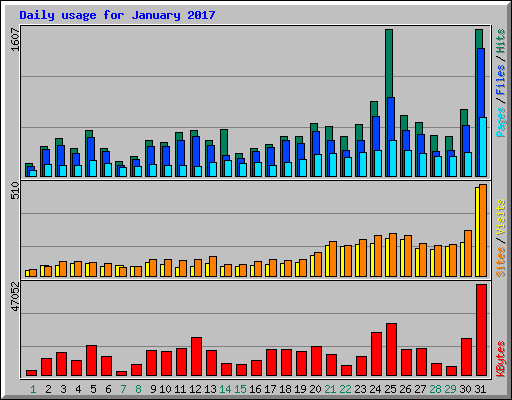 Daily usage for January 2017
1607
Pages / Files / Hits
510
Sites / Visits
47052
KBytes
1 2 3 4 5 6 7 8 9 10 11 12 13 14 15 16 17 18 19 20 21 22 23 24 25 26 27 28 29 30 31